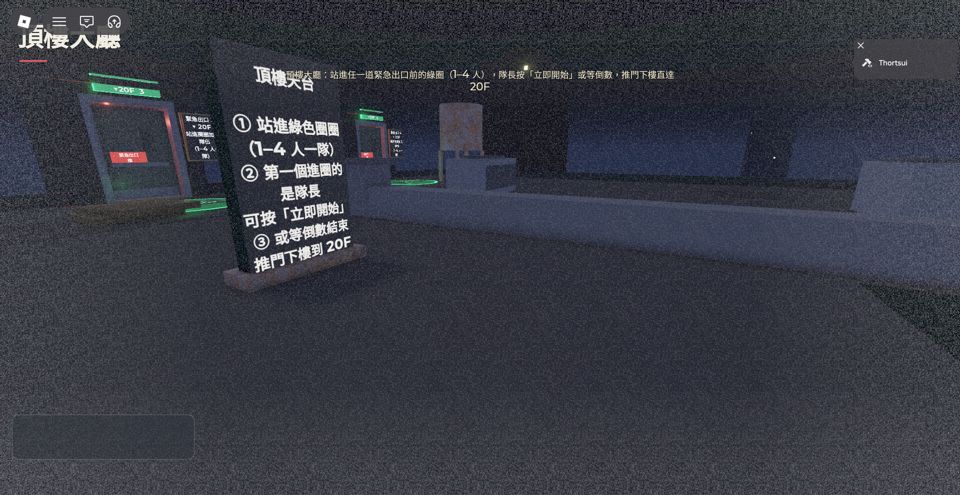 頂樓大廳
頂樓大廳：站進任一道緊急出口前的綠圈（1–4 人），隊長按「立即開始」或等倒數，推門下樓直達
20F
Thortsui
頂樓天台
① 站進綠色圈圈
（1–4 人一隊）
② 第一個進圈的
是隊長
可按「立即開始」
③ 或等倒數結束
推門下樓到 20F
緊急出口